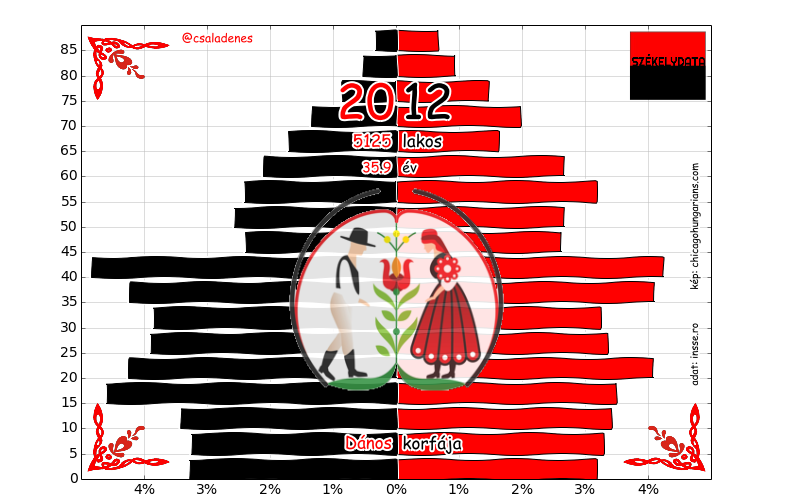 @csaladenes
SZÉKELYDATA
2012
5125 lakos
35.9 év
kép: chicagohungarians.com
adat: insse.ro
Dános korfája
85
80
75
70
65
60
55
50
45
40
35
30
25
20
15
10
5
0
4% 3% 2% 1% 0% 1% 2% 3% 4%